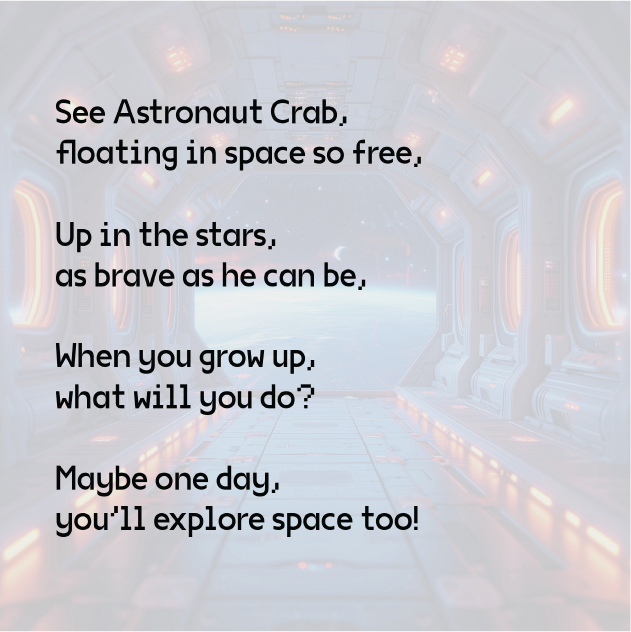 See Astronaut Crab,
floating in space so free,
Up in the stars,
as brave as he can be,
When you grow up,
what will you do?
Maybe one day,
you'll explore space too!